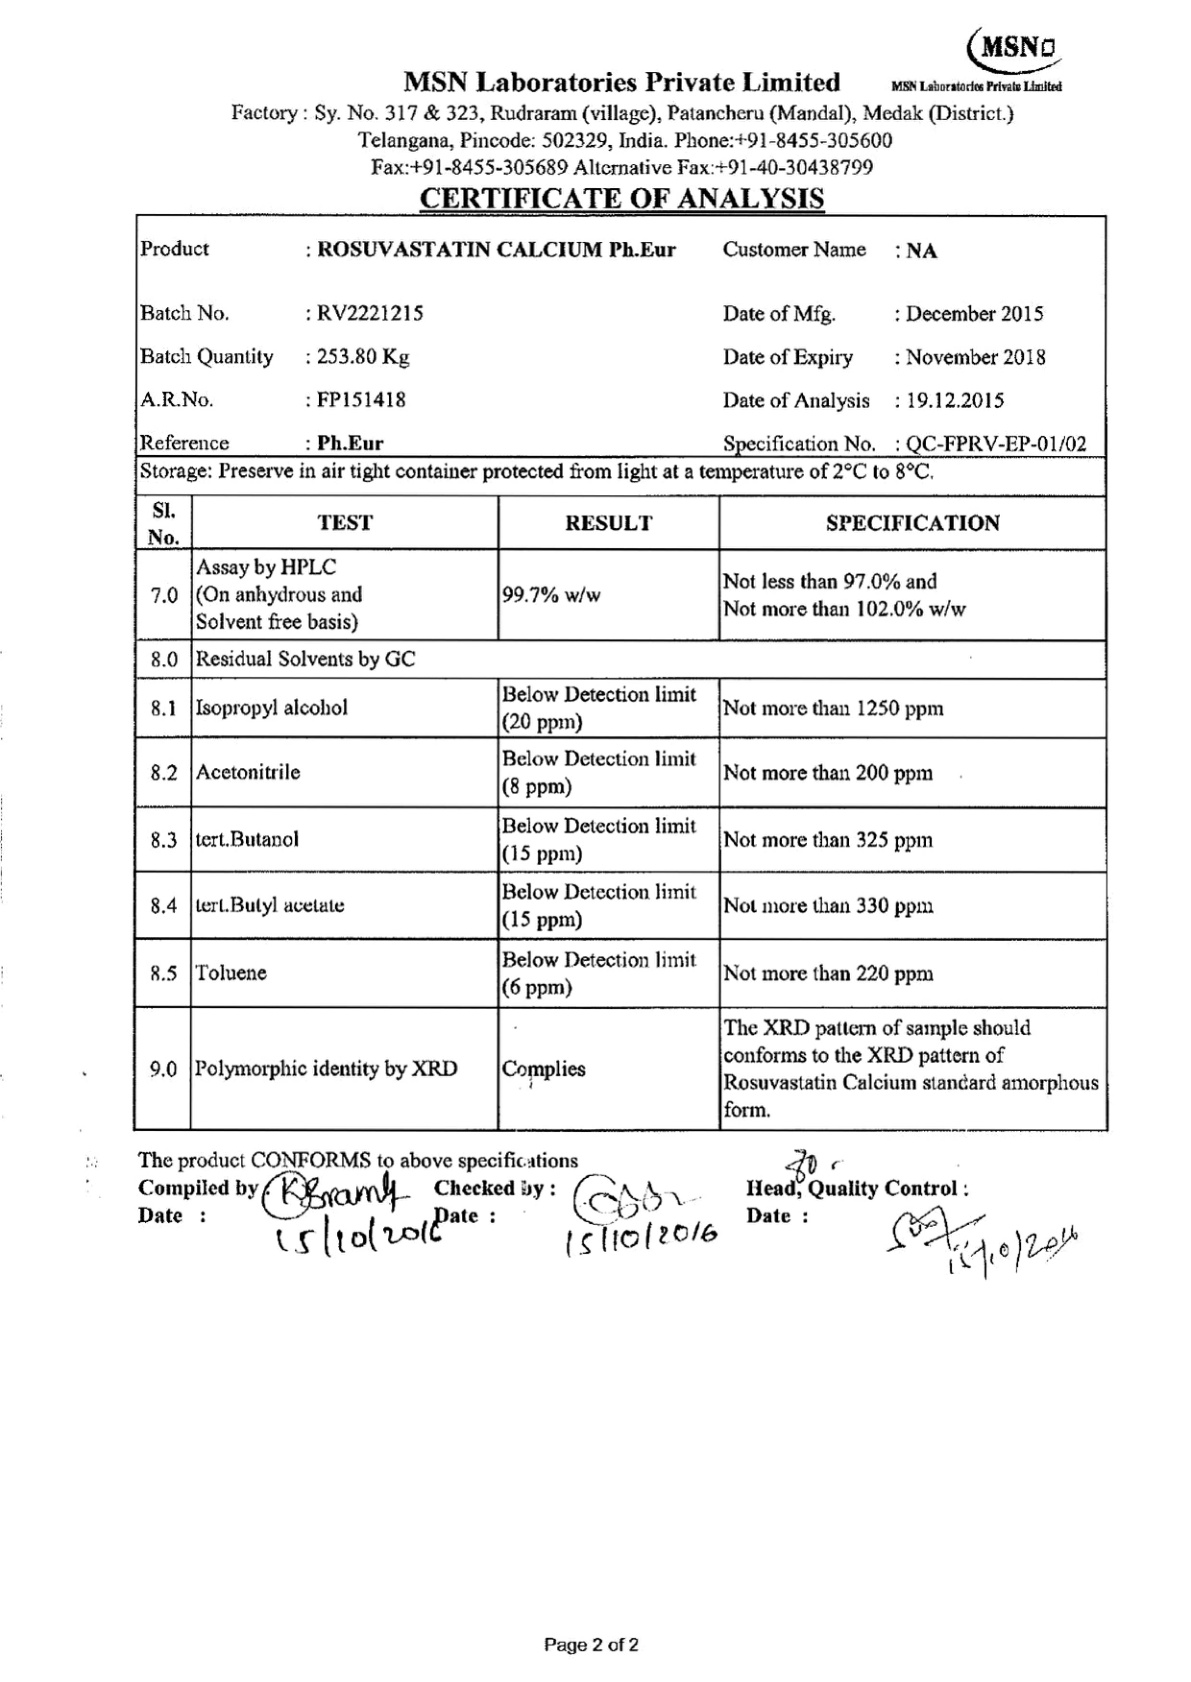 MSN
MSN Laboratories Private Limited
MSN Laboratories Private Limited
Factory : Sy. No. 317 & 323, Rudraram (village), Patancheru (Mandal), Medak (District.)
Telangana, Pincode: 502329, India. Phone:+91-8455-305600
Fax:+91-8455-305689 Alternative Fax:+91-40-30438799
CERTIFICATE OF ANALYSIS
Product : ROSUVASTATIN CALCIUM Ph.Eur Customer Name : NA
Batch No. : RV2221215 Date of Mfg. : December 2015
Batch Quantity : 253.80 Kg Date of Expiry : November 2018
A.R.No. : FP151418 Date of Analysis : 19.12.2015
Reference : Ph.Eur Specification No. : QC-FPRV-EP-01/02
Storage: Preserve in air tight container protected from light at a temperature of 2°C to 8°C.
Sl.
No.
TEST RESULT SPECIFICATION
7.0
Assay by HPLC
(On anhydrous and
Solvent free basis)
99.7% w/w
Not less than 97.0% and
Not more than 102.0% w/w
8.0 Residual Solvents by GC
8.1 Isopropyl alcohol
Below Detection limit
(20 ppm)
Not more than 1250 ppm
8.2 Acetonitrile
Below Detection limit
(8 ppm)
Not more than 200 ppm
8.3 tert.Butanol
Below Detection limit
(15 ppm)
Not more than 325 ppm
8.4 tert.Butyl acetate
Below Detection limit
(15 ppm)
Not more than 330 ppm
8.5 Toluene
Below Detection limit
(6 ppm)
Not more than 220 ppm
9.0 Polymorphic identity by XRD
Complies
The XRD pattern of sample should
conforms to the XRD pattern of
Rosuvastatin Calcium standard amorphous
form.
The product CONFORMS to above specifications
Compiled by : Checked by : Head, Quality Control :
Date : Date : Date :
15/10/2016 15/10/2016
Page 2 of 2